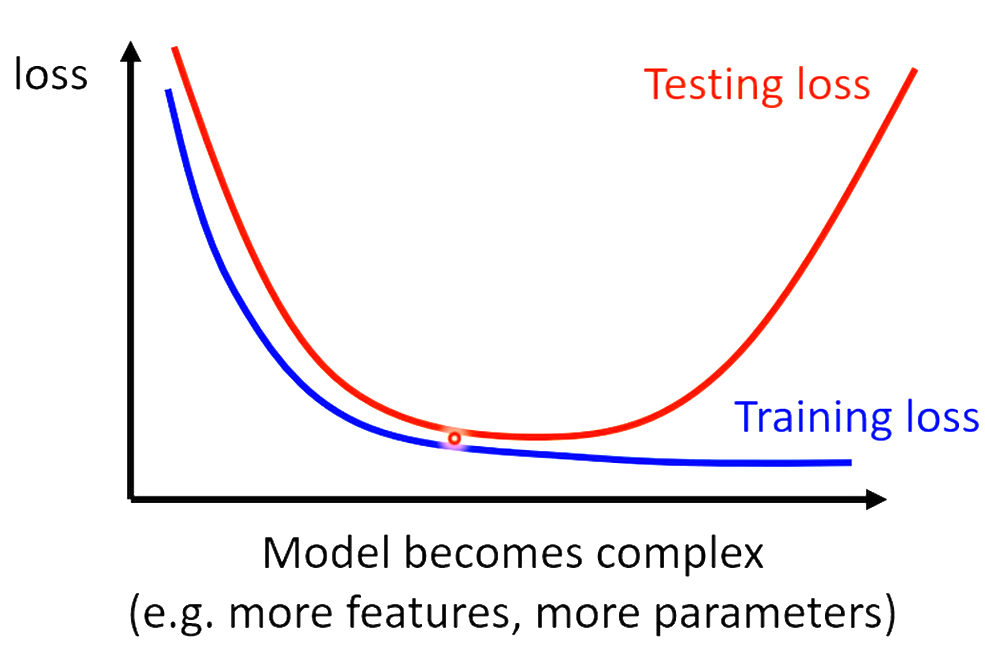 loss
Testing loss
Training loss
Model becomes complex
(e.g. more features, more parameters)